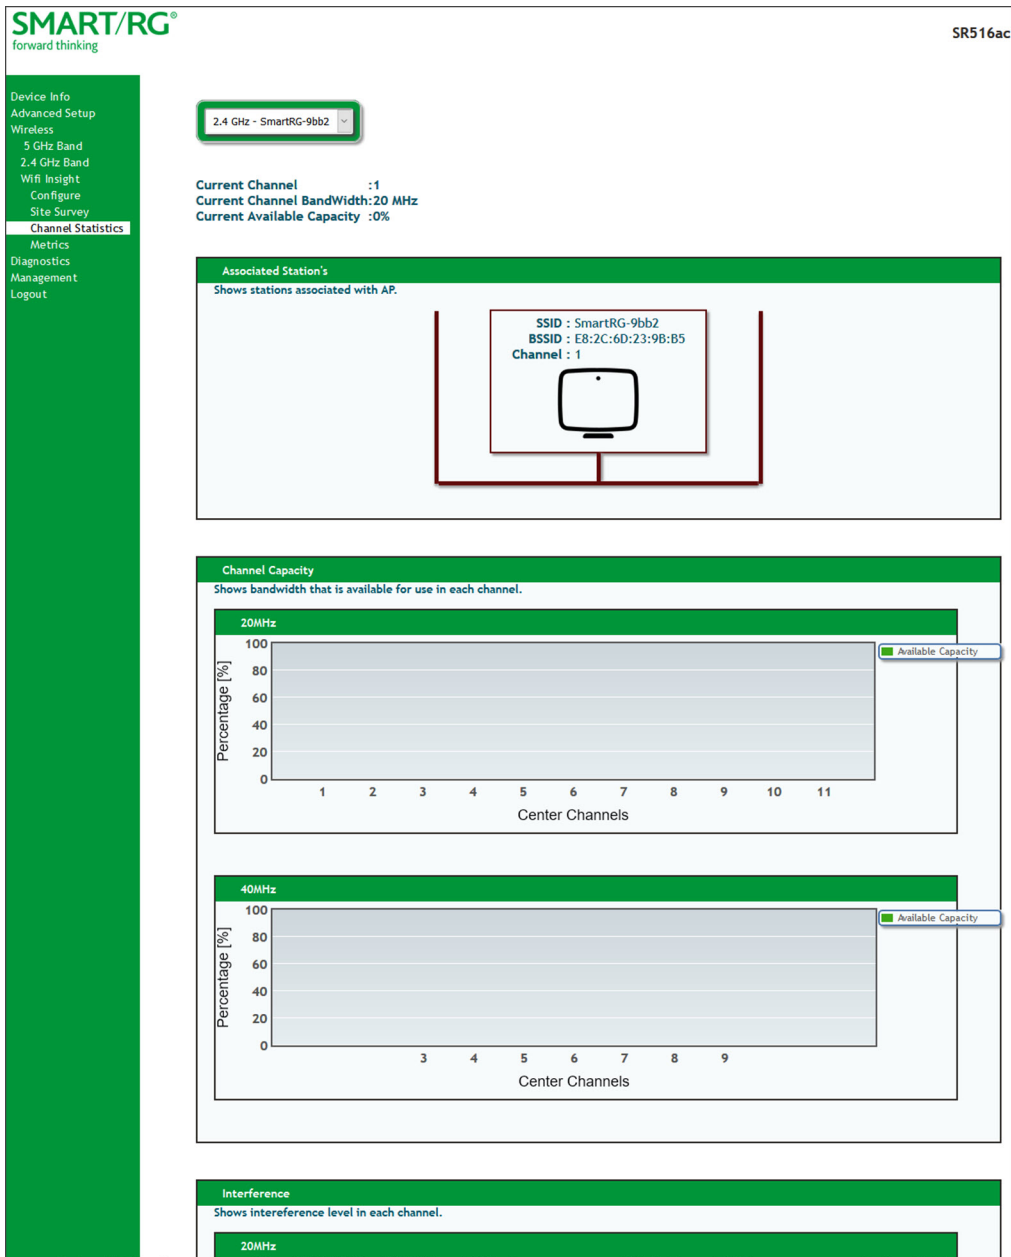 SMART/RG®
forward thinking
SR516ac
Device Info
Advanced Setup
Wireless
5 GHz Band
2.4 GHz Band
Wifi Insight
Configure
Site Survey
Channel Statistics
Metrics
Diagnostics
Management
Logout
2.4 GHz - SmartRG-9bb2
Current Channel :1
Current Channel BandWidth:20 MHz
Current Available Capacity :0%
Associated Station's
Shows stations associated with AP.
SSID : SmartRG-9bb2
BSSID : E8:2C:6D:23:9B:B5
Channel : 1
Channel Capacity
Shows bandwidth that is available for use in each channel.
20MHz
Percentage [%]
100
80
60
40
20
0
1 2 3 4 5 6 7 8 9 10 11
Center Channels
Available Capacity
40MHz
Percentage [%]
100
80
60
40
20
0
3 4 5 6 7 8 9
Center Channels
Available Capacity
Interference
Shows intereference level in each channel.
20MHz